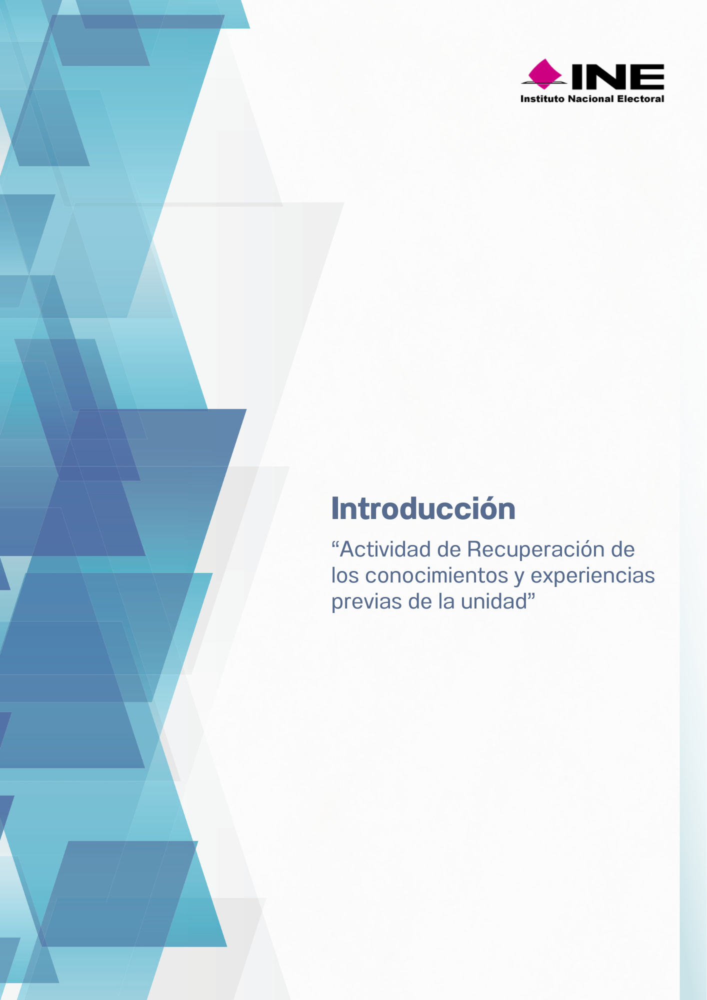 INE
Instituto Nacional Electoral
Introducción
“Actividad de Recuperación de
los conocimientos y experiencias
previas de la unidad”